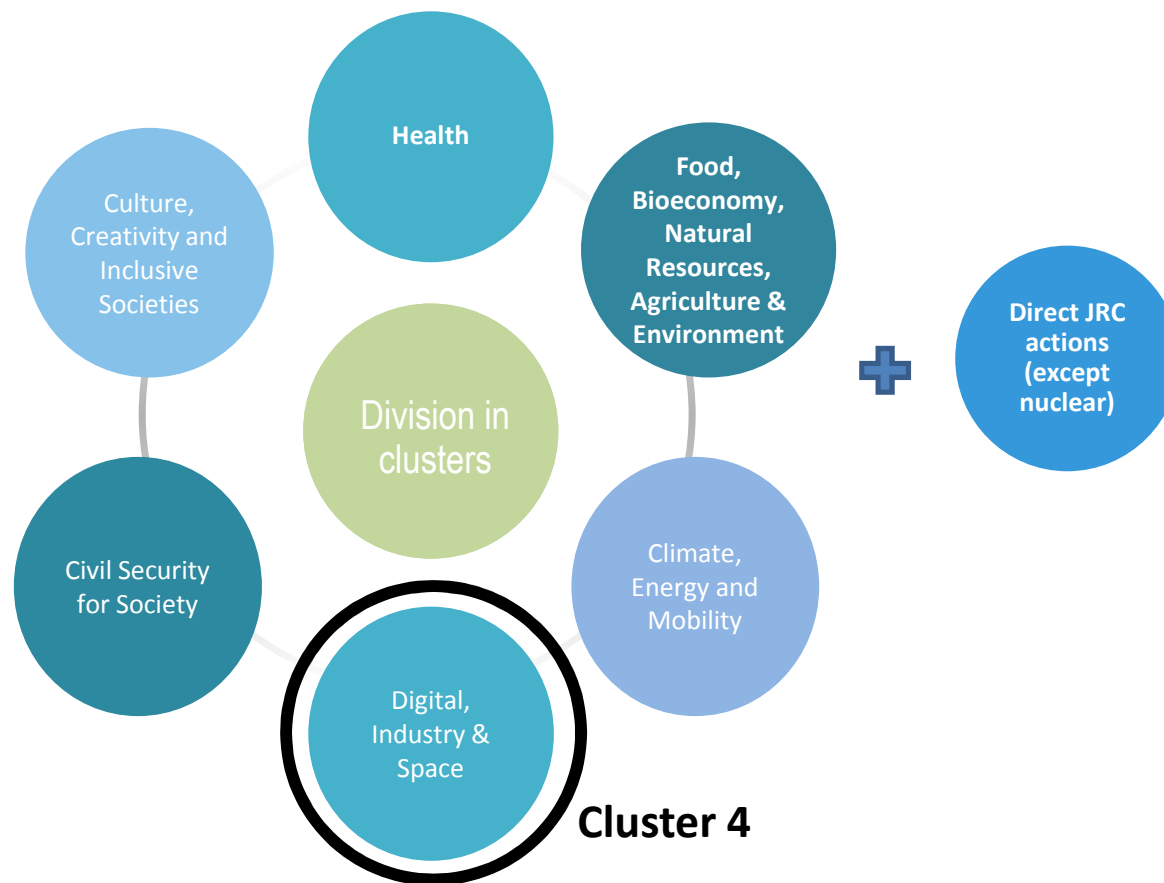 Health
Culture,
Creativity and
Inclusive
Societies
Food,
Bioeconomy,
Natural
Resources,
Agriculture &
Environment
Direct JRC
actions
(except
nuclear)
Division in
clusters
Civil Security
for Society
Climate,
Energy and
Mobility
Digital,
Industry &
Space
Cluster 4